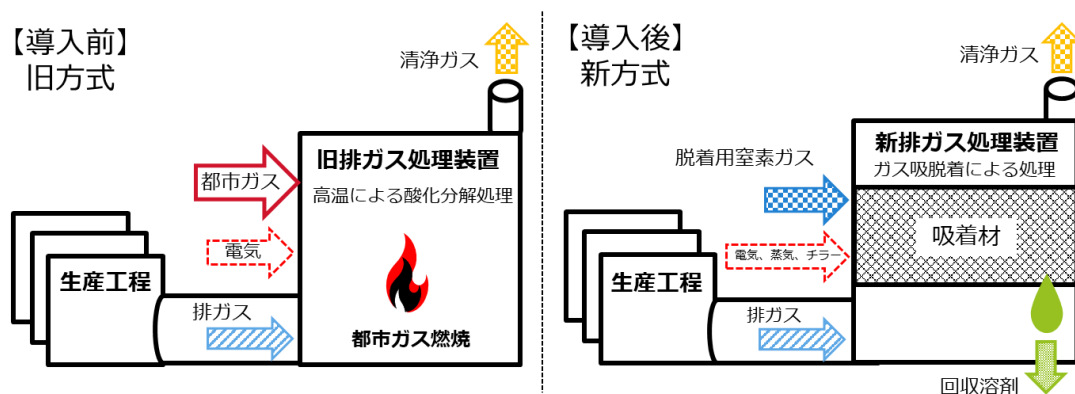 【導入前】
旧方式
清浄ガス
旧排ガス処理装置
高温による酸化分解処理
都市ガス
電気
生産工程
排ガス
都市ガス燃焼
【導入後】
新方式
清浄ガス
新排ガス処理装置
ガス吸脱着による処理
脱着用窒素ガス
吸着材
電気、蒸気、チラー
生産工程
排ガス
回収溶剤